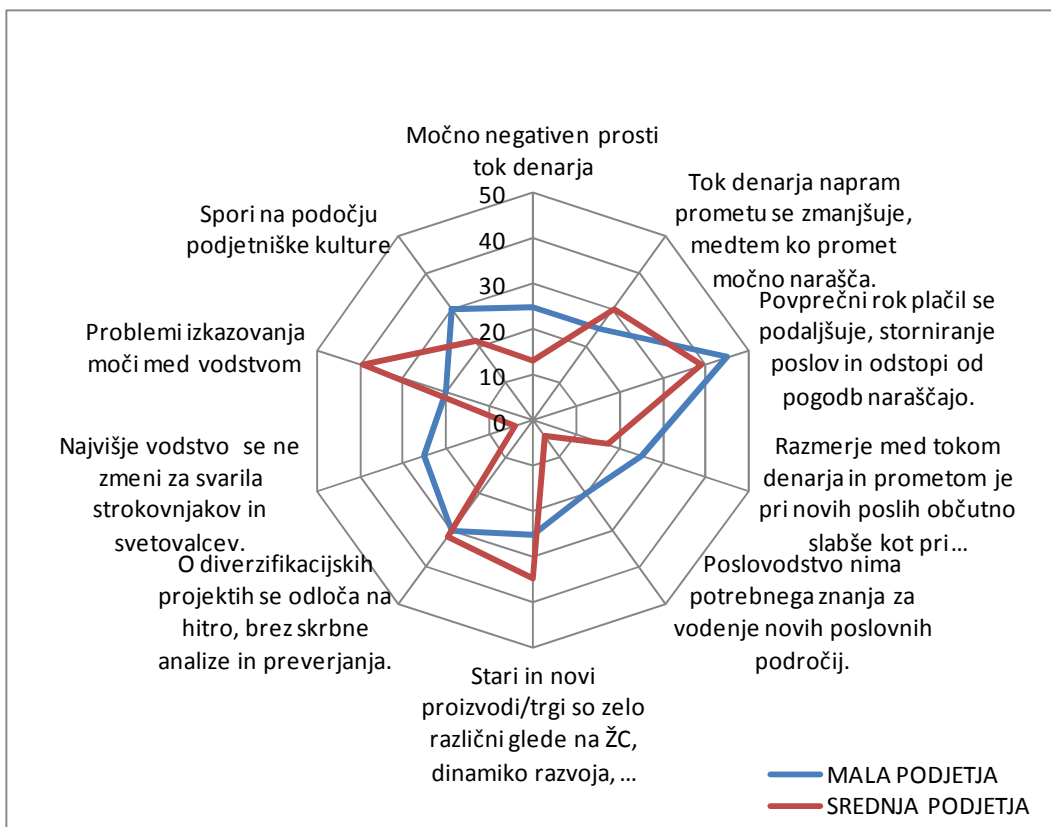 Močno negativen prosti
tok denarja
Tok denarja napram
prometu se zmanjšuje,
medtem ko promet
močno narašča.
Povprečni rok plačil se
podaljšuje, storniranje
poslov in odstopi od
pogodb naraščajo.
Razmerje med tokom
denarja in prometom je
pri novih poslih občutno
slabše kot pri...
Poslovodstvo nima
potrebnega znanja za
vodenje novih poslovnih
področij.
Stari in novi
proizvodi/trgi so zelo
različni glede na ŽC,
dinamiko razvoja, ...
O diverzifikacijskih
projektih se odloča na
hitro, brez skrbne
analize in preverjanja.
Najvišje vodstvo se ne
zmeni za svarila
strokovnjakov in
svetovalcev.
Problemi izkazovanja
moči med vodstvom
Spori na podočju
podjetniške kulture
50
40
30
20
10
0
MALA PODJETJA
SREDNJA PODJETJA